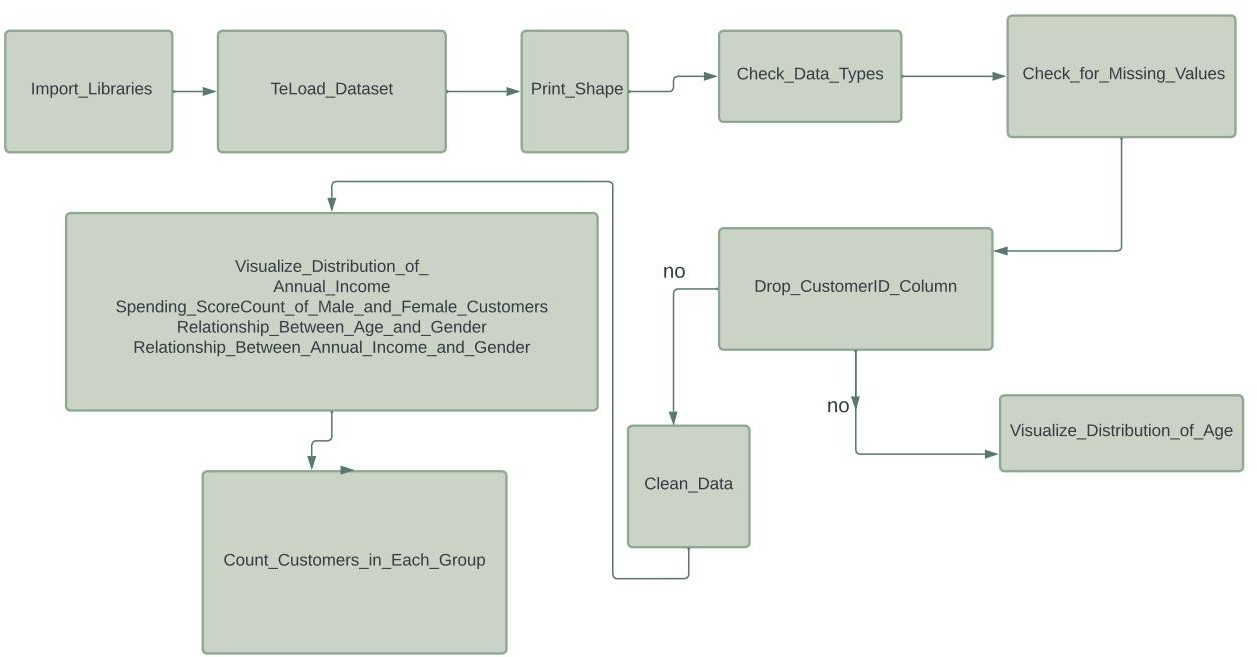 Import_Libraries
TeLoad_Dataset
Print_Shape
Check_Data_Types
Check_for_Missing_Values
Drop_CustomerID_Column
no
no
Visualize_Distribution_of_Age
Clean_Data
Visualize_Distribution_of_
Annual_Income
Spending_ScoreCount_of_Male_and_Female_Customers
Relationship_Between_Age_and_Gender
Relationship_Between_Annual_Income_and_Gender
Count_Customers_in_Each_Group